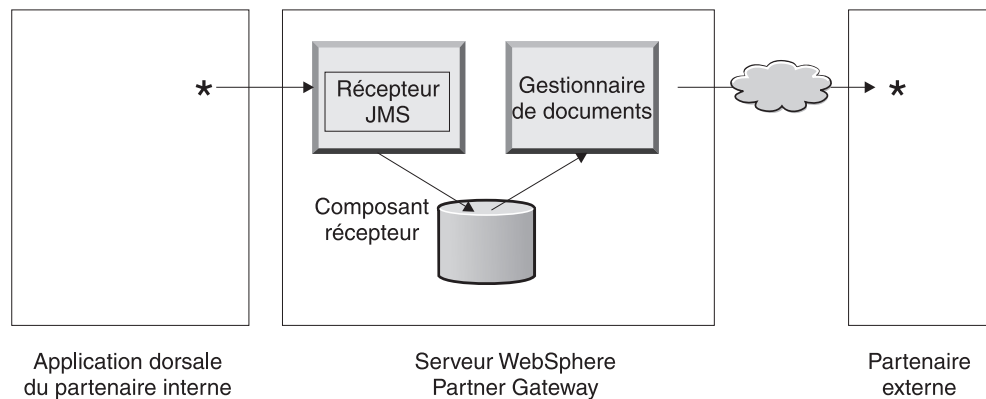 *
Récepteur
JMS
Gestionnaire
de documents
*
Composant
récepteur
Application dorsale
du partenaire interne
Serveur WebSphere
Partner Gateway
Partenaire
externe